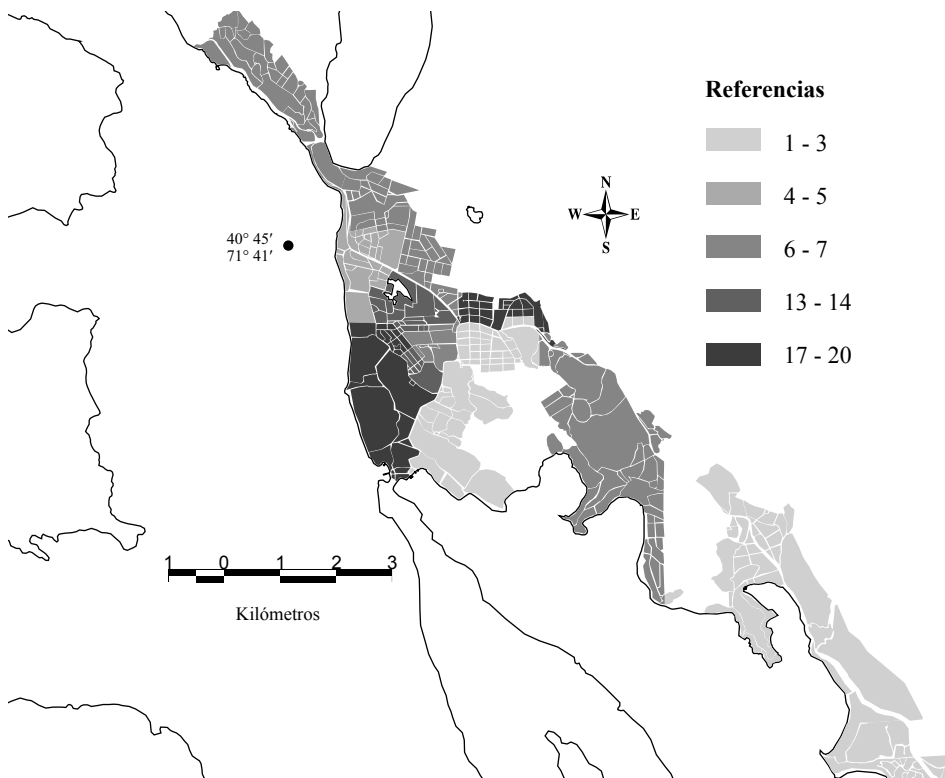 Referencias
1 - 3
4 - 5
6 - 7
13 - 14
17 - 20
N
W E
S
40° 45′
71° 41′
1 0 1 2 3
Kilómetros